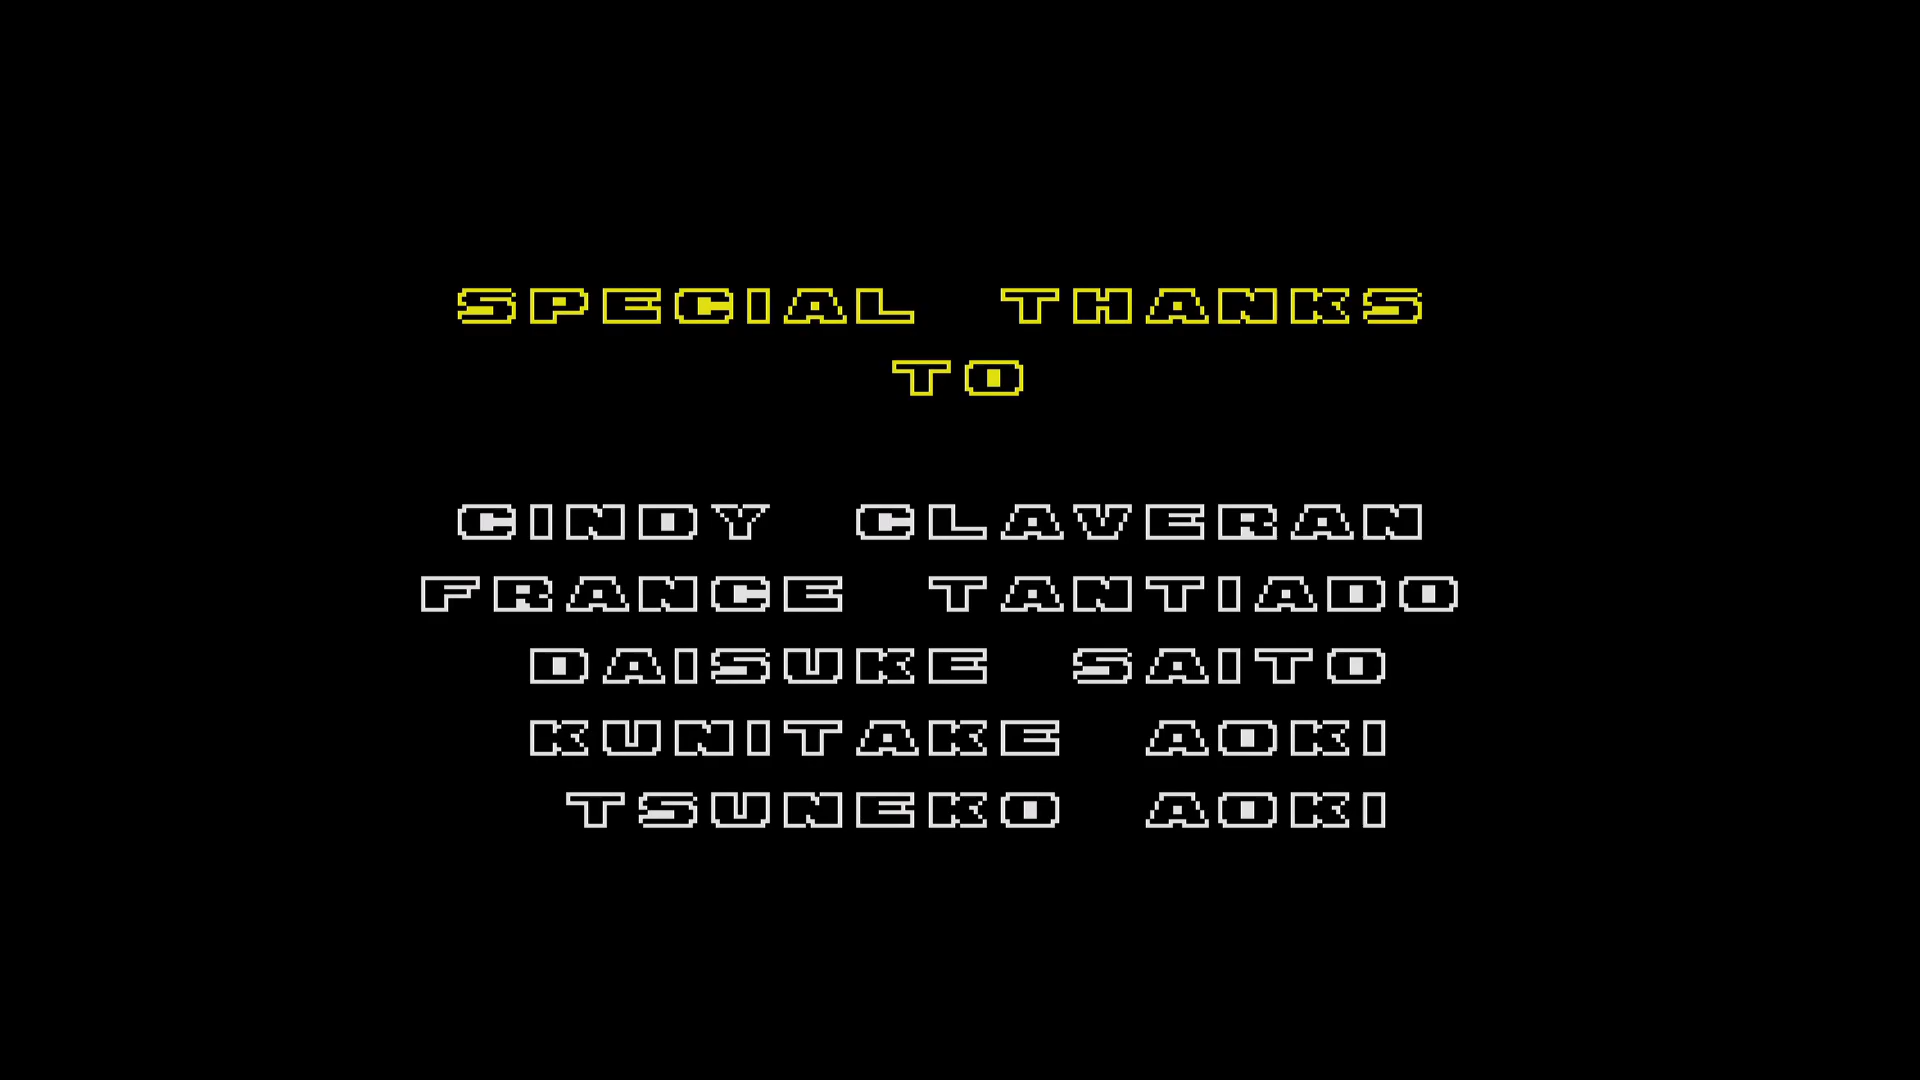 SPECIAL THANKS
TO
CINDY CLAVERAN
FRANCE TANTIADO
DAISUKE SAITO
KUNITAKE AOKI
TSUNEKO AOKI